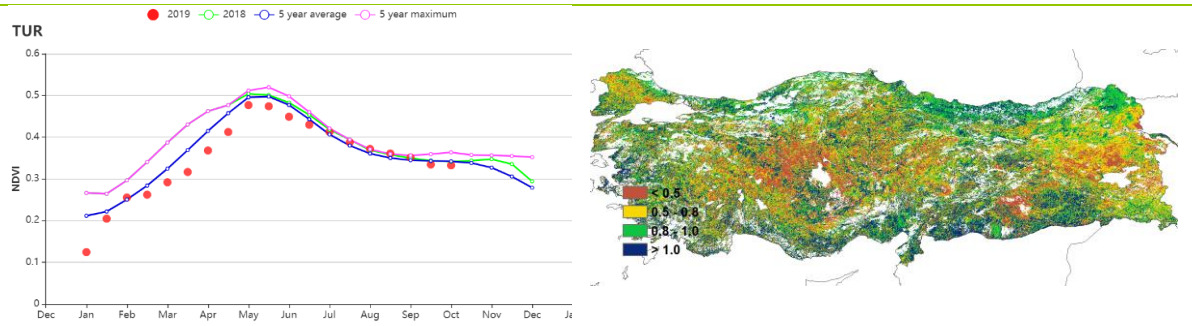 2019 2018 5 year average 5 year maximum
TUR
0.6
0.5
0.4
0.3
0.2
0.1
0
NDVI
Dec Jan Feb Mar Apr May Jun Jul Aug Sep Oct Nov Dec
< 0.5
0.5 - 0.8
0.8 - 1.0
> 1.0